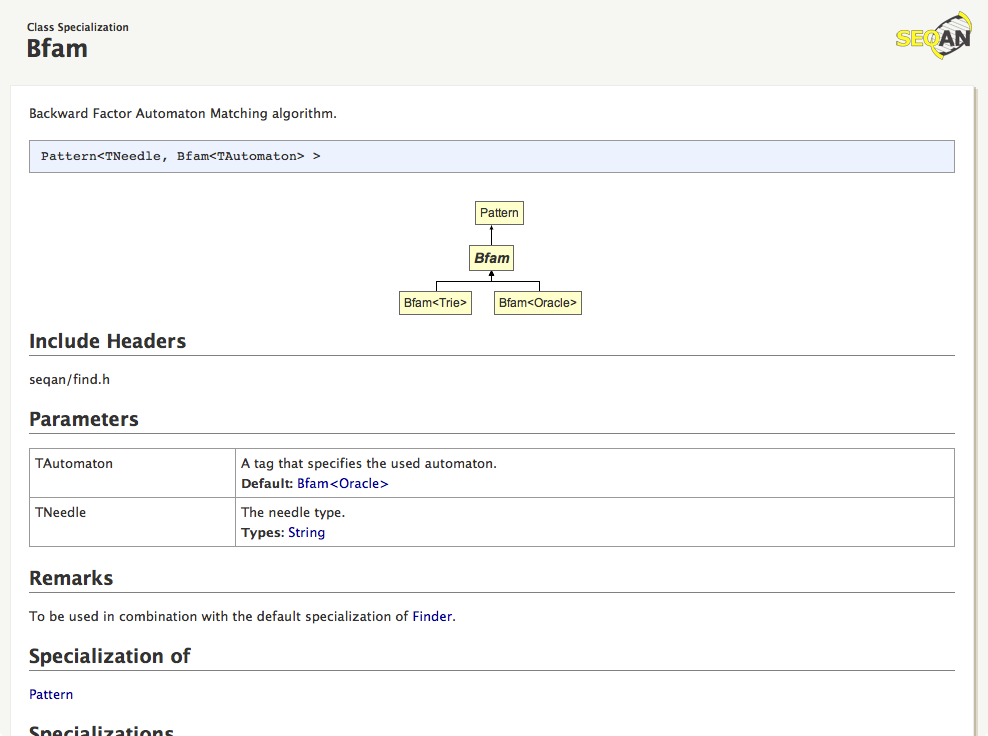 Class Specialization
Bfam
SEQAN
Backward Factor Automaton Matching algorithm.
Pattern<TNeedle, Bfam<TAutomaton> >
Pattern
Bfam
Bfam<Trie> Bfam<Oracle>
Include Headers
seqan/find.h
Parameters
TAutomaton A tag that specifies the used automaton.
Default: Bfam<Oracle>
TNeedle The needle type.
Types: String
Remarks
To be used in combination with the default specialization of Finder.
Specialization of
Pattern
Specializations